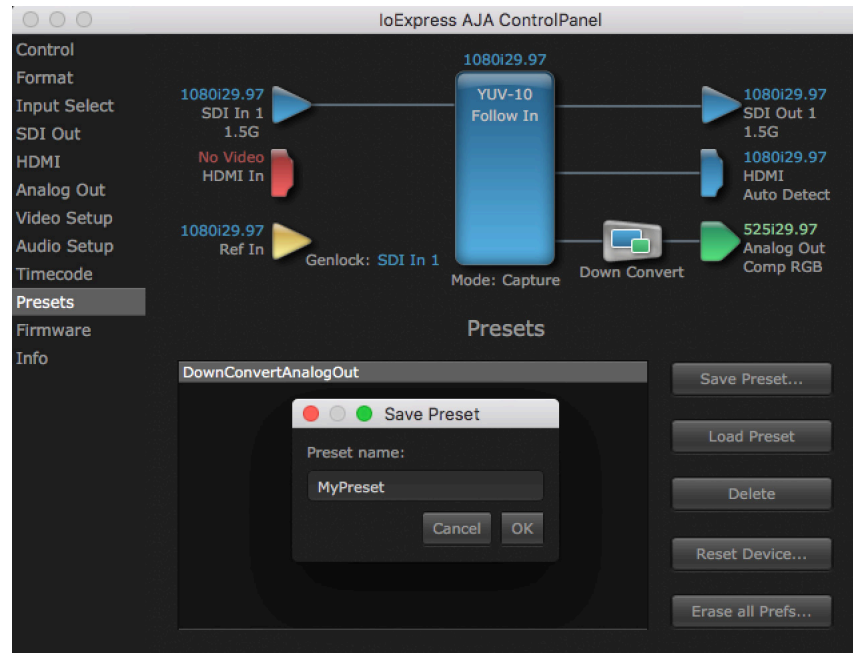 IoExpress AJA ControlPanel
Control
Format
Input Select
SDI Out
HDMI
Analog Out
Video Setup
Audio Setup
Timecode
Presets
Firmware
Info
1080i29.97
YUV-10
Follow In
Mode: Capture
1080i29.97
SDI In 1
1.5G
No Video
HDMI In
1080i29.97
Ref In
Genlock: SDI In 1
1080i29.97
SDI Out 1
1.5G
1080i29.97
HDMI
Auto Detect
Down Convert
525i29.97
Analog Out
Comp RGB
Presets
DownConvertAnalogOut
Save Preset
Preset name:
MyPreset
Cancel
OK
Save Preset...
Load Preset
Delete
Reset Device...
Erase all Prefs...